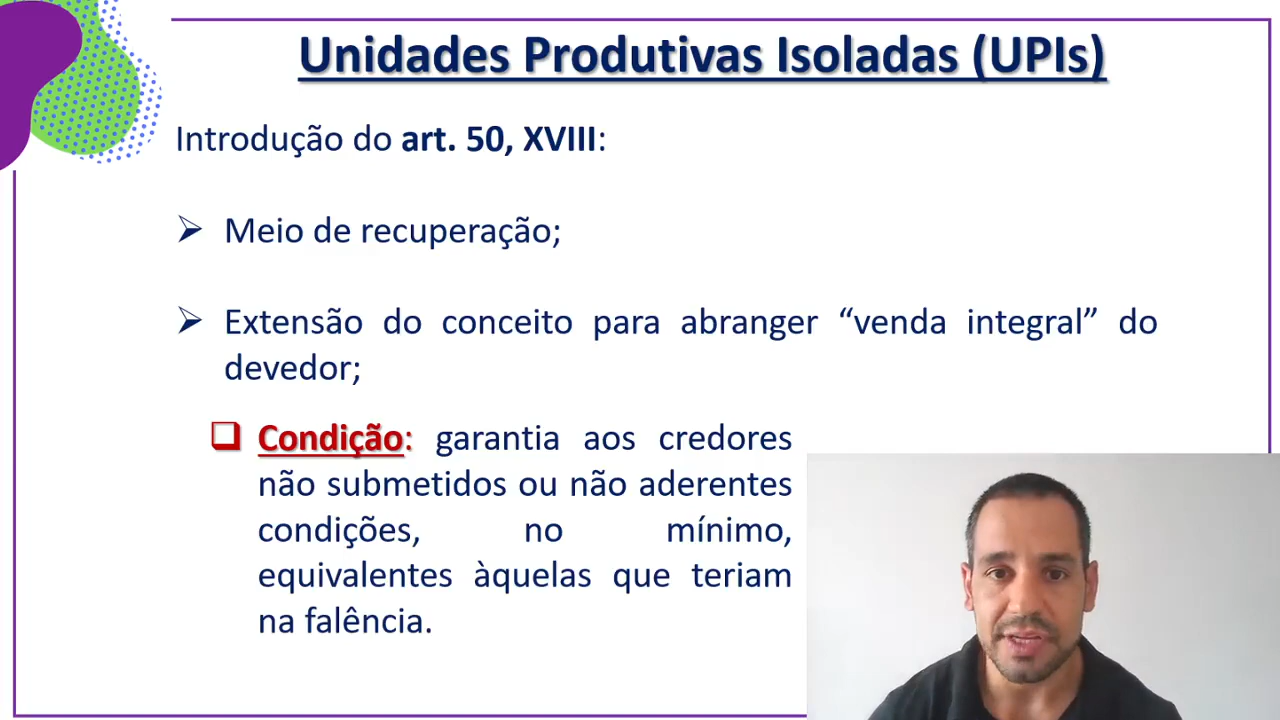 Unidades Produtivas Isoladas (UPIs)
Introdução do art. 50, XVIII:
Meio de recuperação;
Extensão do conceito para abranger “venda integral” do
devedor;
Condição: garantia aos credores
não submetidos ou não aderentes
condições, no mínimo,
equivalentes àquelas que teriam
na falência.